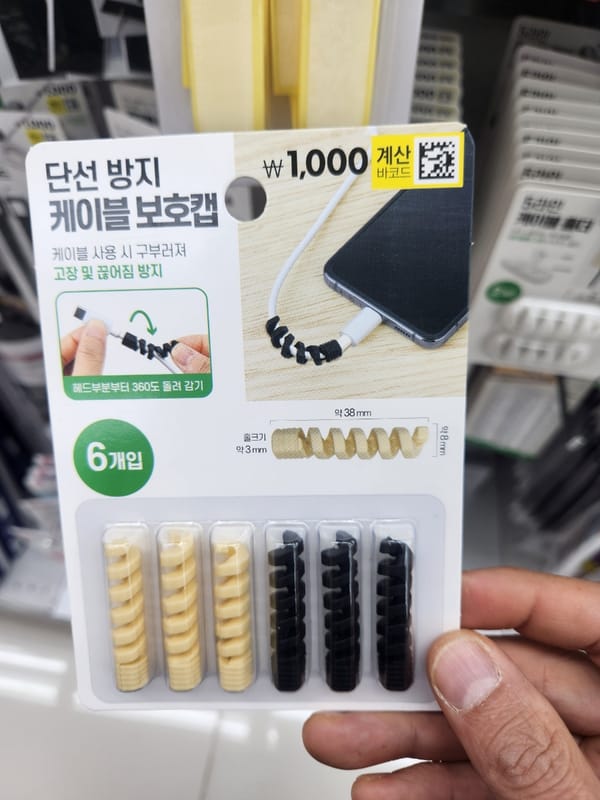 단선 방지
케이블 보호캡
케이블 사용 시 구부러져
고장 및 끊어짐 방지
₩1,000
계산
바코드
헤드부분부터 360도 돌려 감기
6개입
약 38mm
홀크기
약 3mm
약 8mm